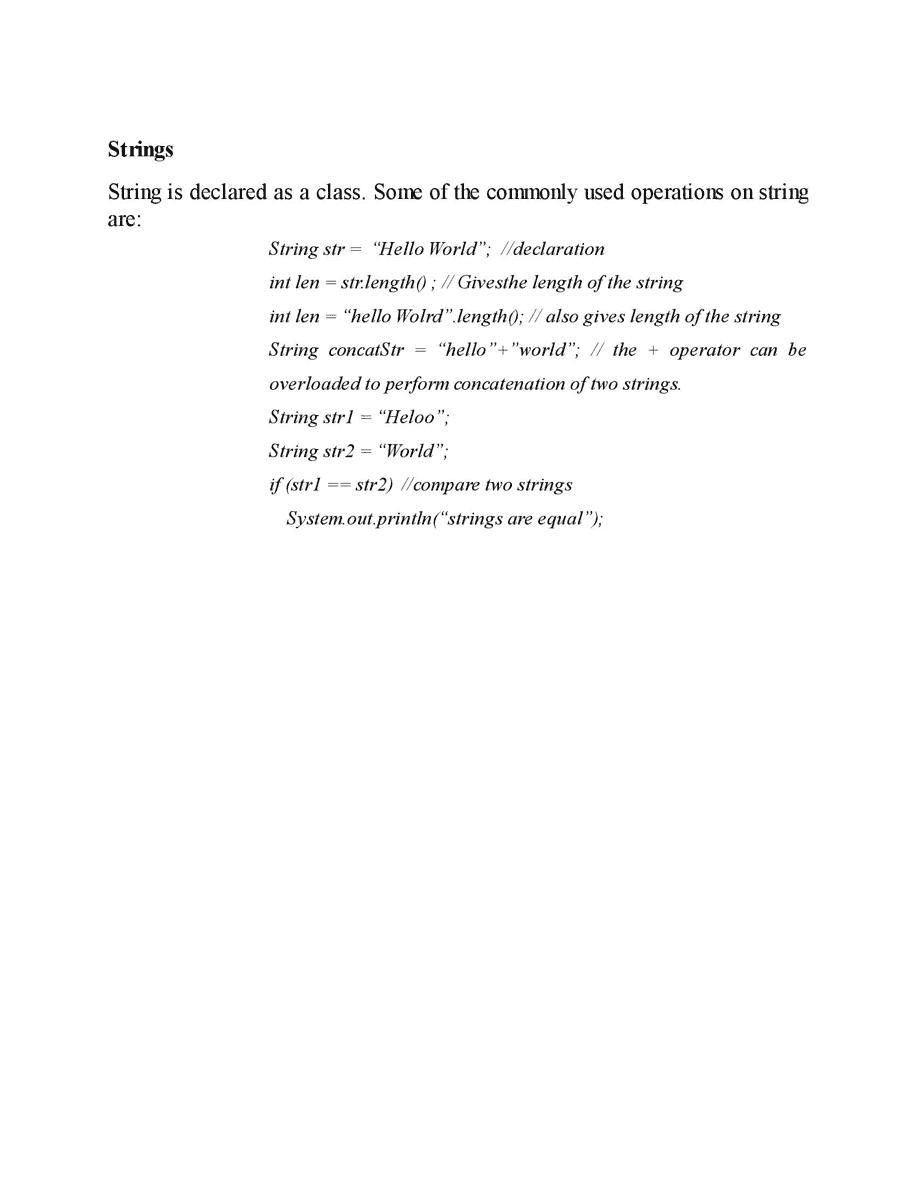 Strings
String is declared as a class. Some of the commonly used operations on string
are:
String str =  “Hello World”;  //declaration
int len = str.length() ; // Givesthe length of the string
int len = “hello Wolrd”.length(); // also gives length of the string
String concatStr = “hello”+”world”; // the + operator can be
overloaded to perform concatenation of two strings.
String str1 = “Heloo”;
String str2 = “World”;
if (str1 == str2)  //compare two strings
System.out.println(“strings are equal”);